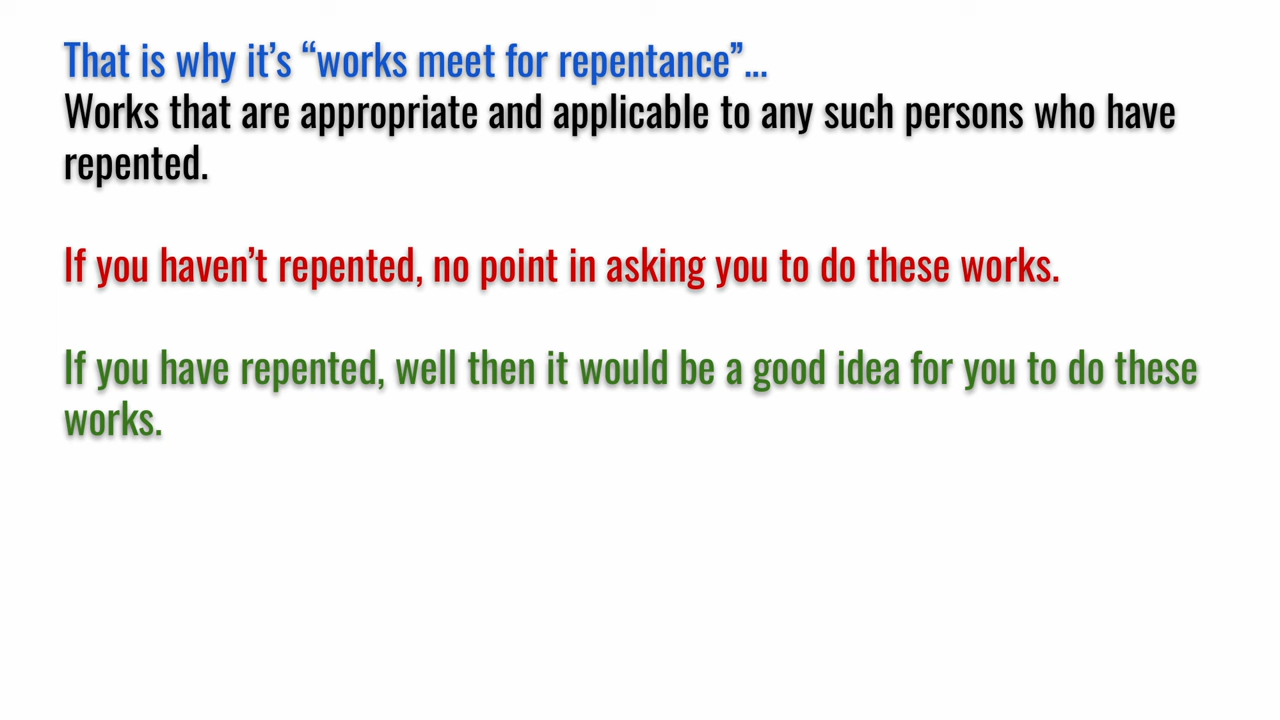 That is why it’s “works meet for repentance”...
Works that are appropriate and applicable to any such persons who have
repented.
If you haven’t repented, no point in asking you to do these works.
If you have repented, well then it would be a good idea for you to do these
works.